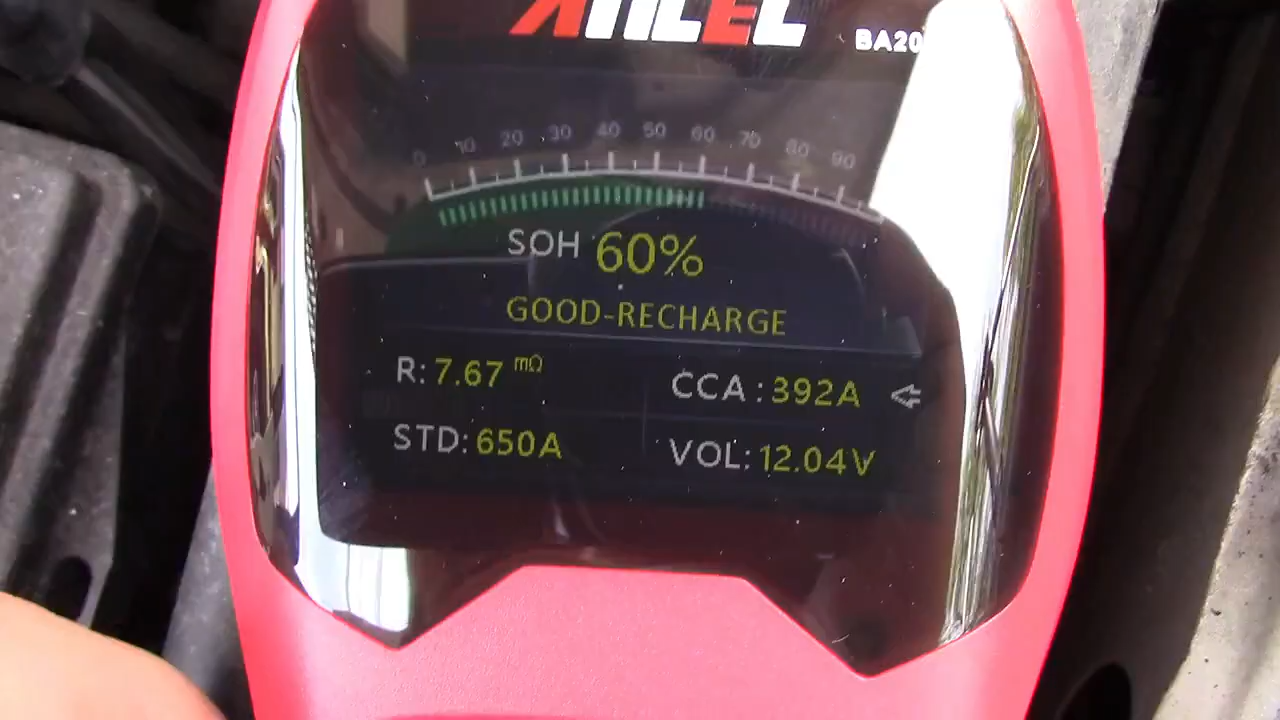 ANCEL
BA20
0 10 20 30 40 50 60 70 80 90
SOH 60%
GOOD-RECHARGE
R: 7.67 mΩ CCA : 392A
STD: 650A VOL: 12.04V